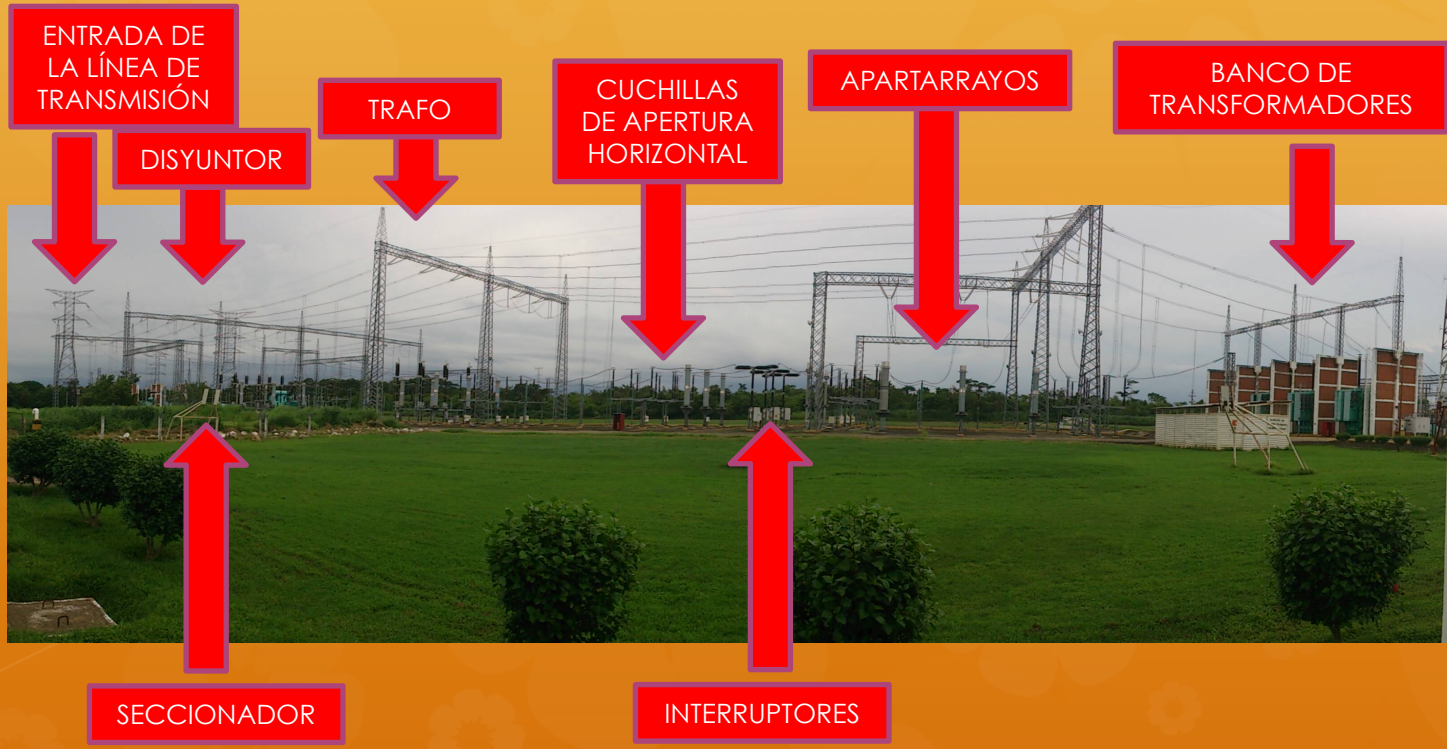 ENTRADA DE
LA LÍNEA DE
TRANSMISIÓN
DISYUNTOR
TRAFO
CUCHILLAS
DE APERTURA
HORIZONTAL
APARTARRAYOS
BANCO DE
TRANSFORMADORES
SECCIONADOR
INTERRUPTORES